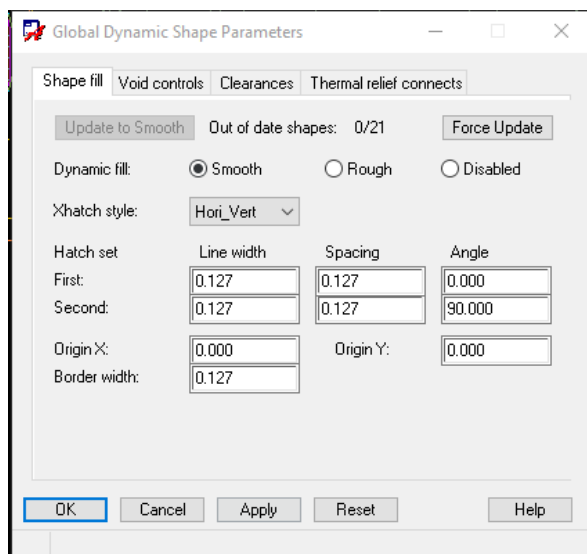 Global Dynamic Shape Parameters
Shape fill Void controls Clearances Thermal relief connects
Update to Smooth Out of date shapes: 0/21 Force Update
Dynamic fill: Smooth Rough Disabled
Xhatch style: Hori_Vert
Hatch set Line width Spacing Angle
First: 0.127 0.127 0.000
Second: 0.127 0.127 90.000
Origin X: 0.000 Origin Y: 0.000
Border width: 0.127
OK Cancel Apply Reset Help